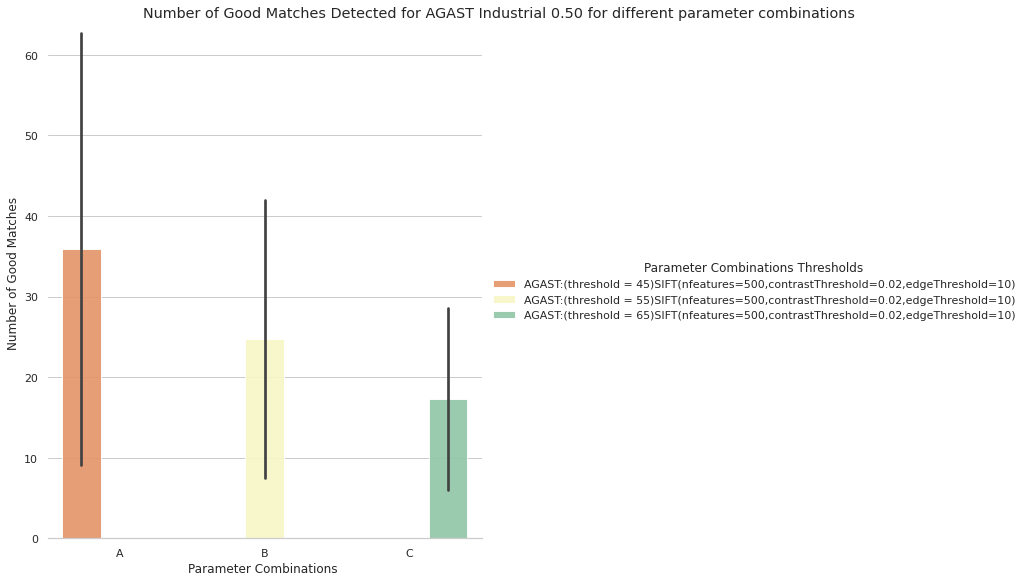 Number of Good Matches Detected for AGAST Industrial 0.50 for different parameter combinations
60
50
40
30
20
10
0
Number of Good Matches
A
B
C
Parameter Combinations
Parameter Combinations Thresholds
AGAST:(threshold = 45)SIFT(nfeatures=500,contrastThreshold=0.02,edgeThreshold=10)
AGAST:(threshold = 55)SIFT(nfeatures=500,contrastThreshold=0.02,edgeThreshold=10)
AGAST:(threshold = 65)SIFT(nfeatures=500,contrastThreshold=0.02,edgeThreshold=10)